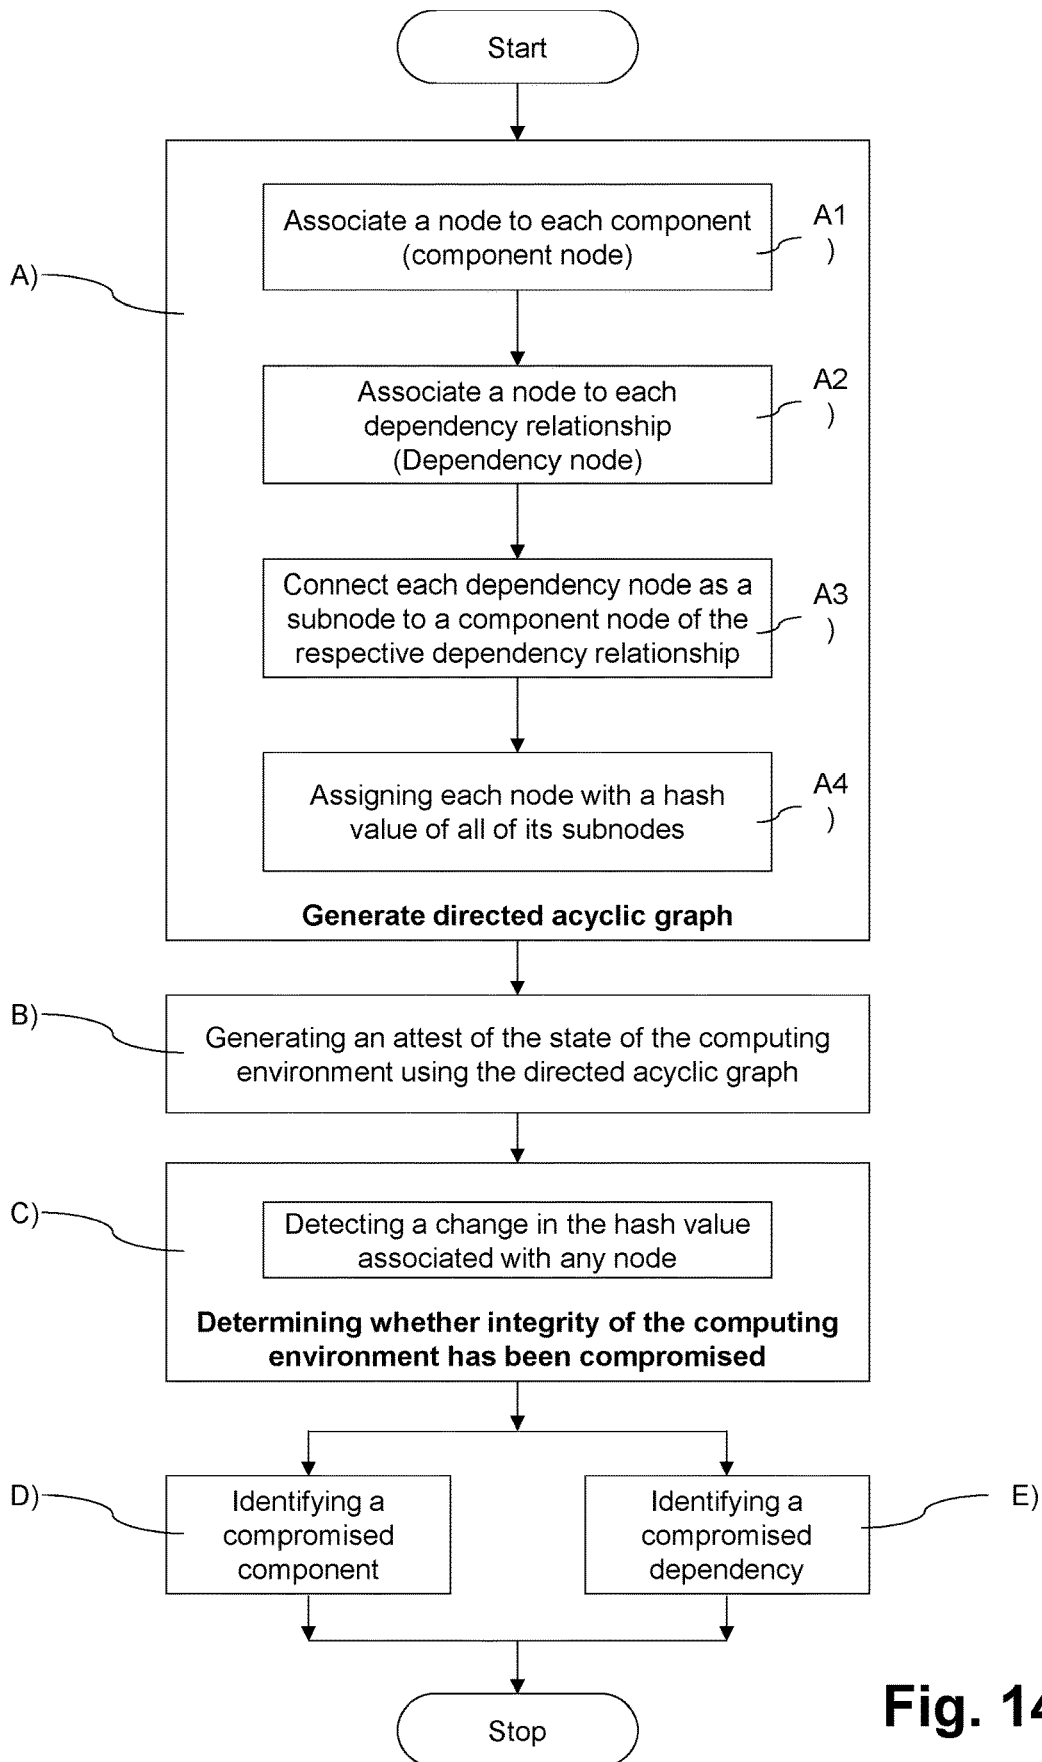 Start
A)
Associate a node to each component
(component node)
A1
)
Associate a node to each
dependency relationship
(Dependency node)
A2
)
Connect each dependency node as a
subnode to a component node of the
respective dependency relationship
A3
)
Assigning each node with a hash
value of all of its subnodes
A4
)
Generate directed acyclic graph
B)
Generating an attest of the state of the computing
environment using the directed acyclic graph
C)
Detecting a change in the hash value
associated with any node
Determining whether integrity of the computing
environment has been compromised
D)
Identifying a
compromised
component
Identifying a
compromised
dependency
E)
Stop
Fig. 14